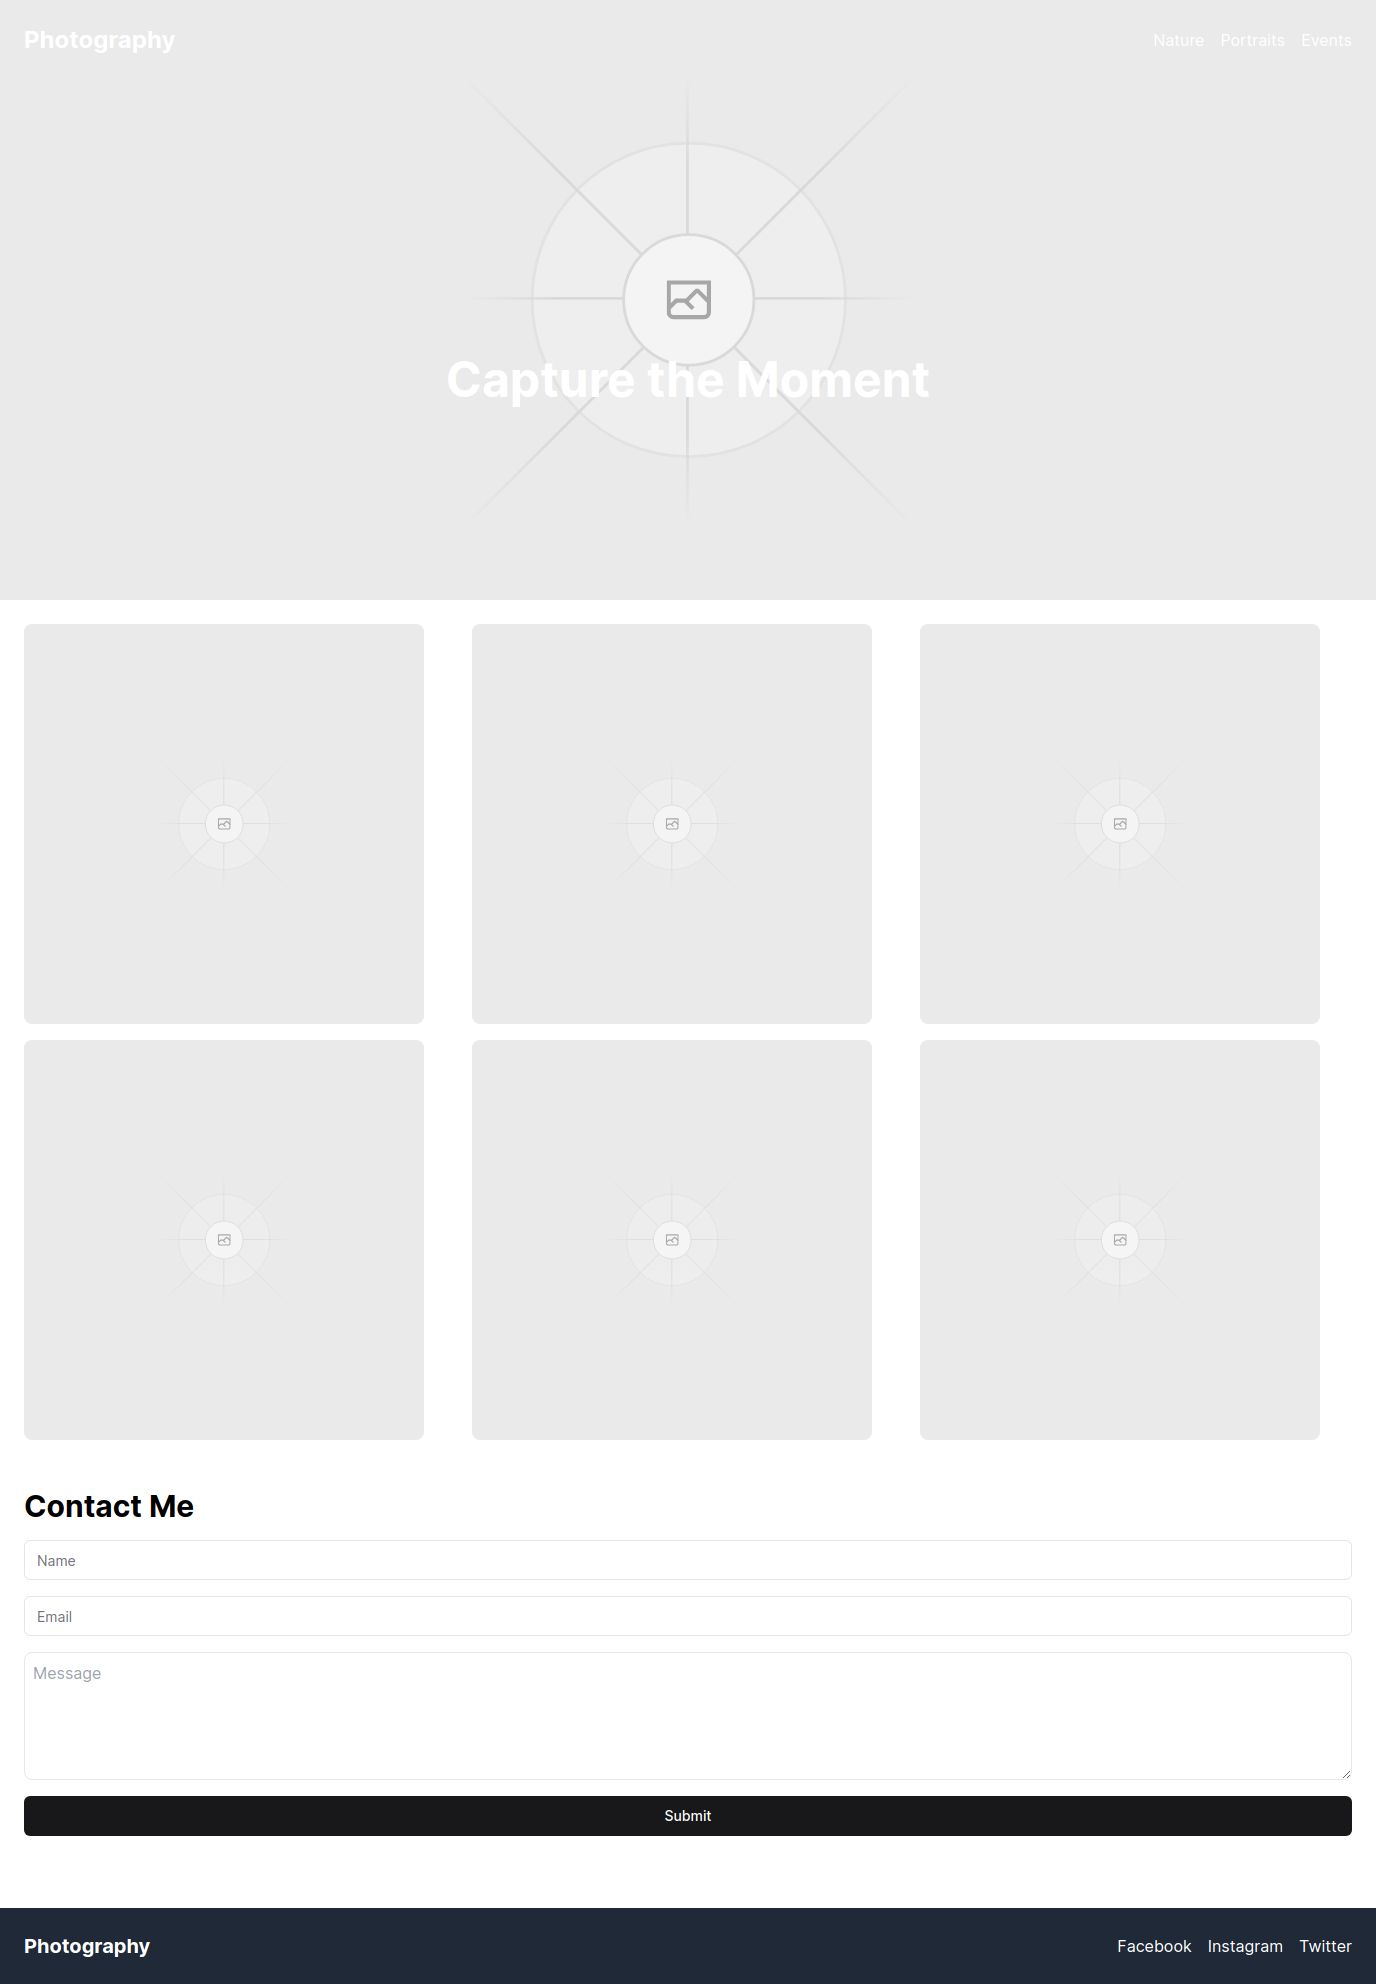 Photography
Nature Portraits Events
Capture the Moment
Contact Me
Name
Email
Message
Submit
Photography
Facebook Instagram Twitter